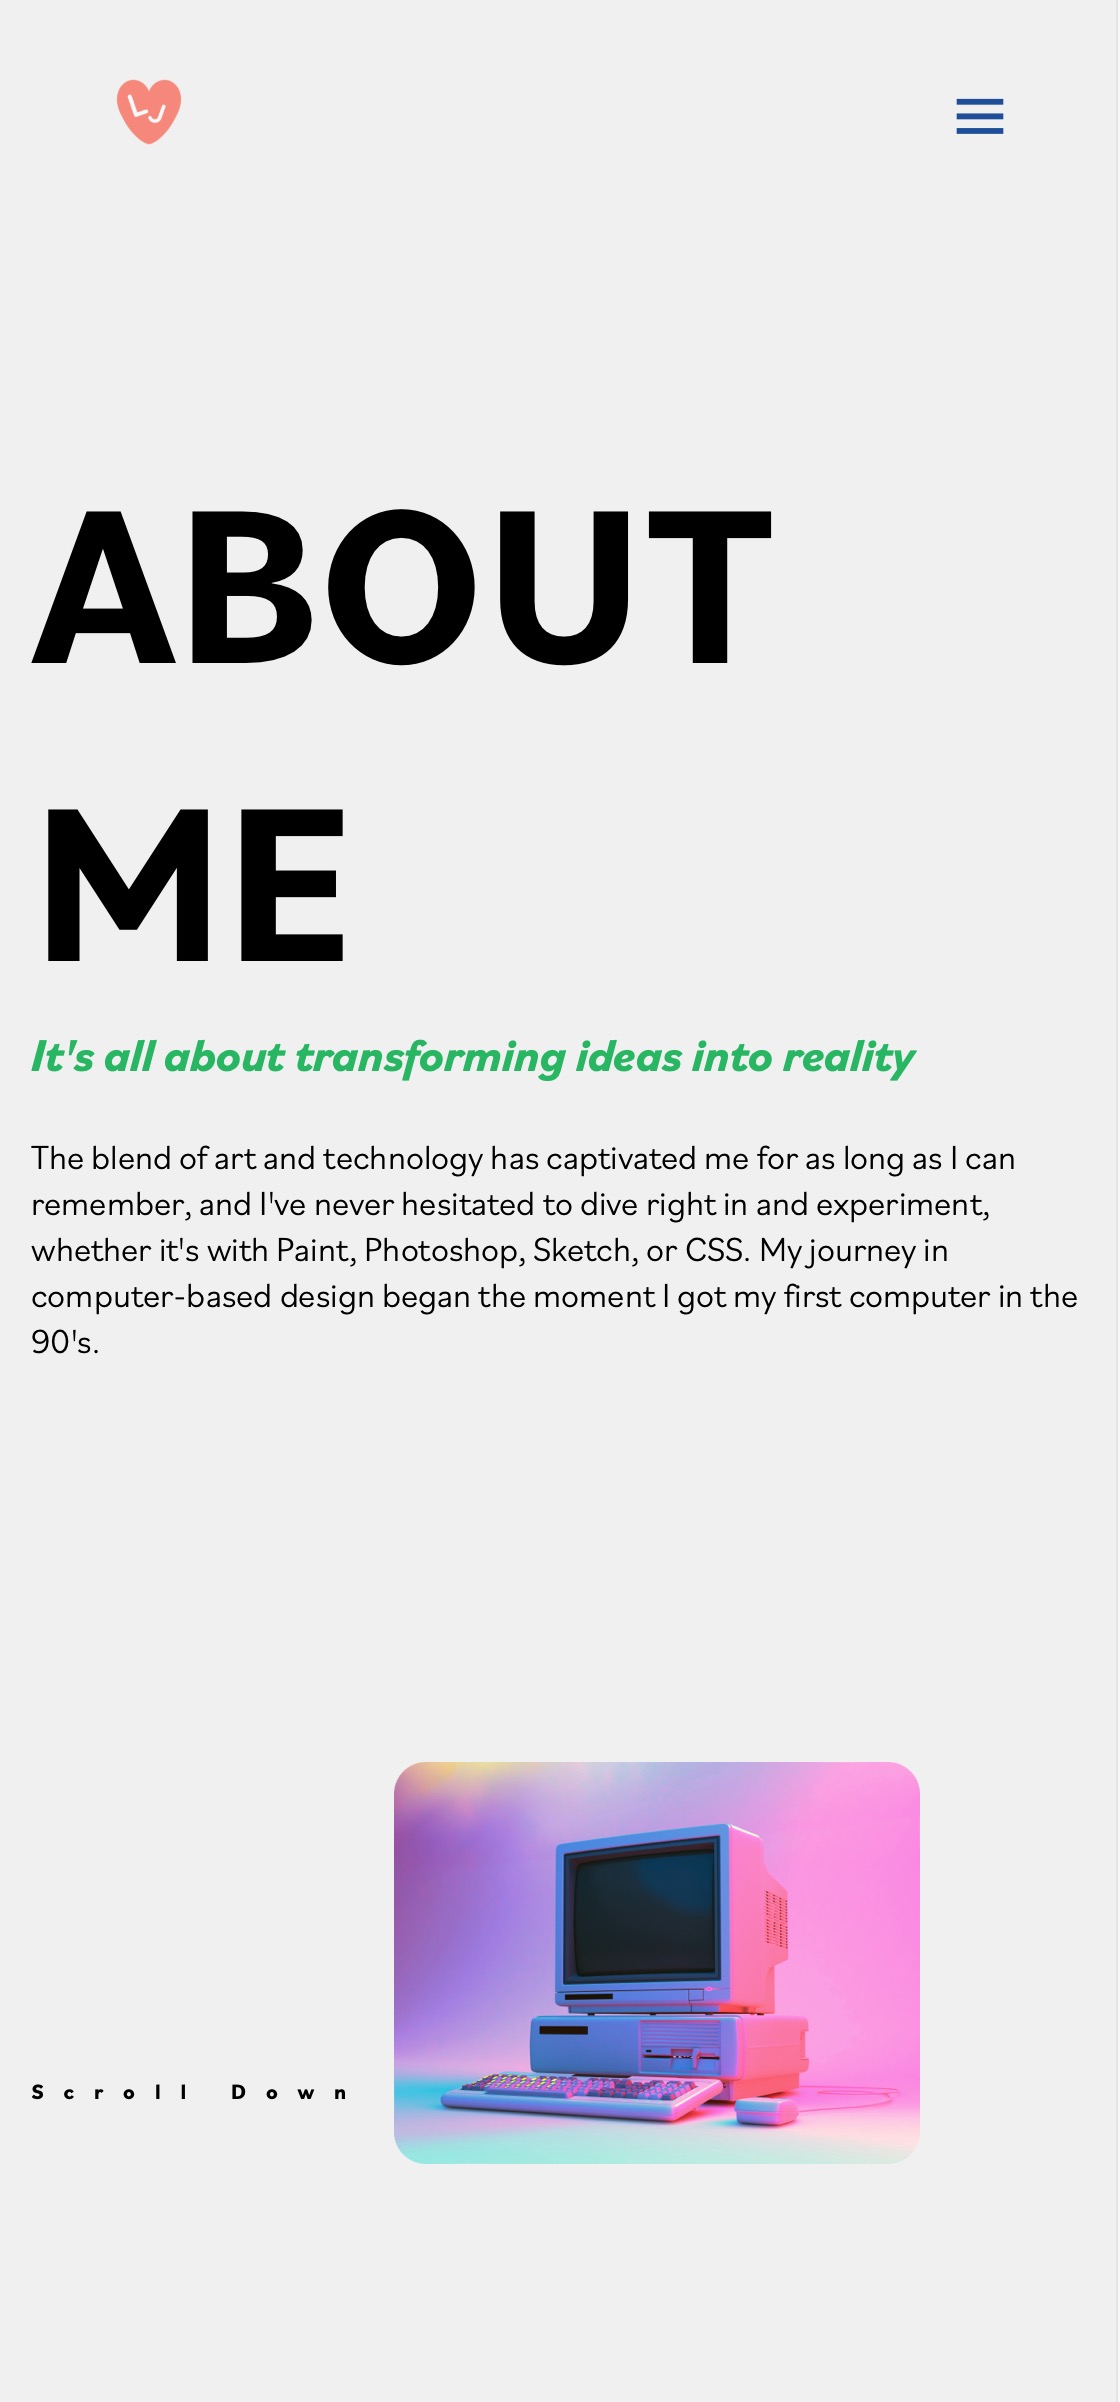 LJ
ABOUT
ME
It's all about transforming ideas into reality
The blend of art and technology has captivated me for as long as I can
remember, and I've never hesitated to dive right in and experiment,
whether it's with Paint, Photoshop, Sketch, or CSS. My journey in
computer-based design began the moment I got my first computer in the
90's.
Scroll Down